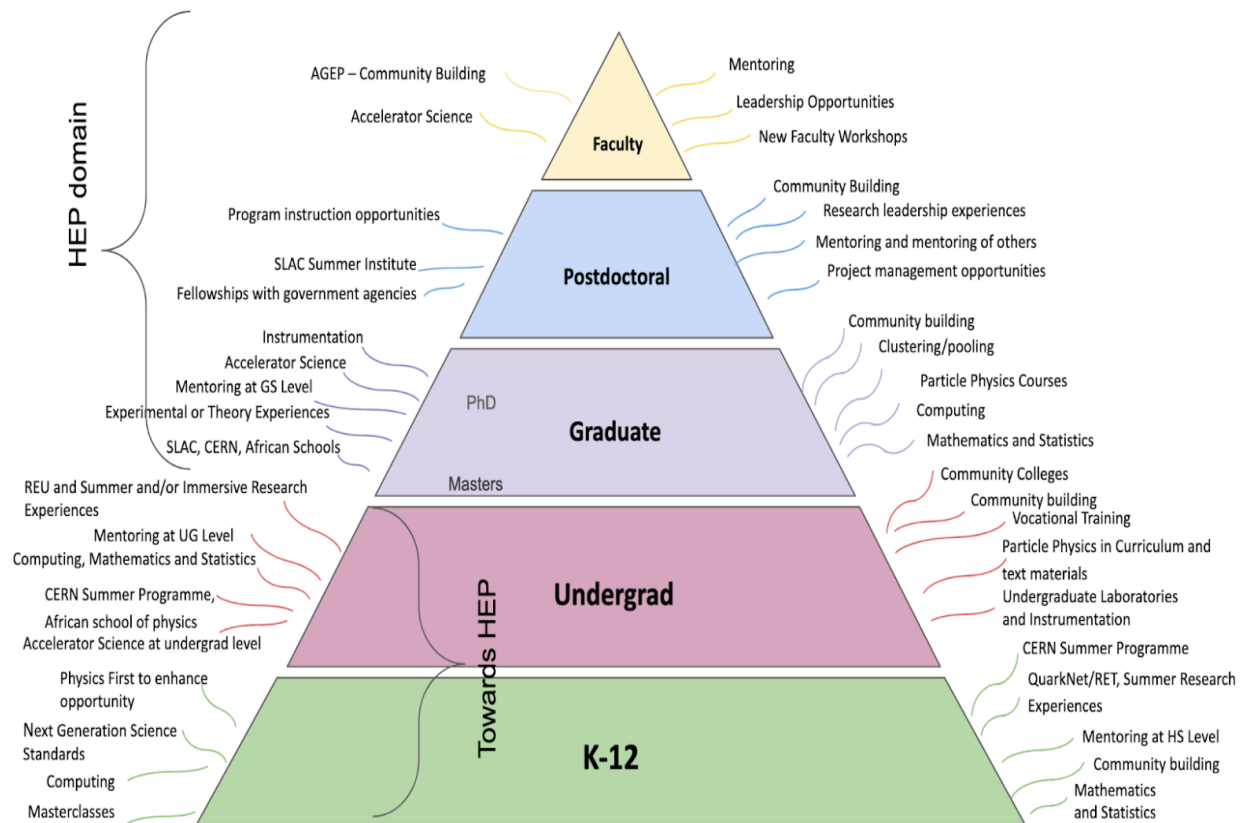 HEP domain
AGEP – Community Building
Accelerator Science
Mentoring
Leadership Opportunities
New Faculty Workshops
Faculty
Program instruction opportunities
SLAC Summer Institute
Fellowships with government agencies
Community Building
Research leadership experiences
Mentoring and mentoring of others
Project management opportunities
Postdoctoral
Instrumentation
Accelerator Science
Mentoring at GS Level
Experimental or Theory Experiences
SLAC, CERN, African Schools
Community building
Clustering/pooling
Particle Physics Courses
Computing
Mathematics and Statistics
PhD
Graduate
Masters
REU and Summer and/or Immersive Research
Experiences
Mentoring at UG Level
Computing, Mathematics and Statistics
CERN Summer Programme,
African school of physics
Accelerator Science at undergrad level
Community Colleges
Community building
Vocational Training
Particle Physics in Curriculum and
text materials
Undergraduate Laboratories
and Instrumentation
Undergrad
Towards HEP
Physics First to enhance
opportunity
Next Generation Science
Standards
Computing
Masterclasses
CERN Summer Programme
QuarkNet/RET, Summer Research
Experiences
Mentoring at HS Level
Community building
Mathematics
and Statistics
K-12